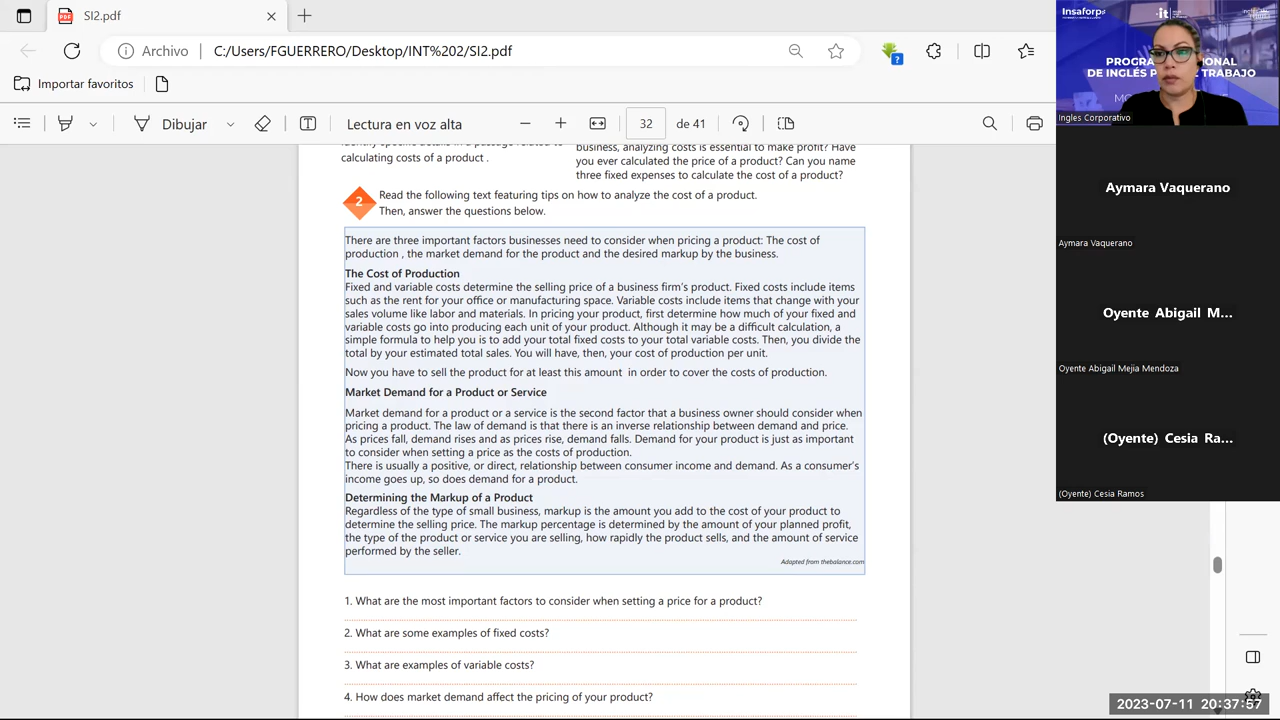 SI2.pdf
Archivo
C:/Users/FGUERRERO/Desktop/INT%202/SI2.pdf
Importar favoritos
Dibujar
Lectura en voz alta
32
de 41
calculating costs of a product .
business, analyzing costs is essential to make profit? Have
you ever calculated the price of a product? Can you name
three fixed expenses to calculate the cost of a product?
2
Read the following text featuring tips on how to analyze the cost of a product.
Then, answer the questions below.
There are three important factors businesses need to consider when pricing a product: The cost of
production , the market demand for the product and the desired markup by the business.
The Cost of Production
Fixed and variable costs determine the selling price of a business firm's product. Fixed costs include items
such as the rent for your office or manufacturing space. Variable costs include items that change with your
sales volume like labor and materials. In pricing your product, first determine how much of your fixed and
variable costs go into producing each unit of your product. Although it may be a difficult calculation, a
simple formula to help you is to add your total fixed costs to your total variable costs. Then, you divide the
total by your estimated total sales. You will have, then, your cost of production per unit.
Now you have to sell the product for at least this amount in order to cover the costs of production.
Market Demand for a Product or Service
Market demand for a product or a service is the second factor that a business owner should consider when
pricing a product. The law of demand is that there is an inverse relationship between demand and price.
As prices fall, demand rises and as prices rise, demand falls. Demand for your product is just as important
to consider when setting a price as the costs of production.
There is usually a positive, or direct, relationship between consumer income and demand. As a consumer's
income goes up, so does demand for a product.
Determining the Markup of a Product
Regardless of the type of small business, markup is the amount you add to the cost of your product to
determine the selling price. The markup percentage is determined by the amount of your planned profit,
the type of the product or service you are selling, how rapidly the product sells, and the amount of service
performed by the seller.
Adapted from thebalance.com
1. What are the most important factors to consider when setting a price for a product?
2. What are some examples of fixed costs?
3. What are examples of variable costs?
4. How does market demand affect the pricing of your product?
Insaforp
DE INGLÉS TRABAJO
Ingles Corporativo
Aymara Vaquerano
Aymara Vaquerano
Oyente Abigail M...
Oyente Abigail Mejia Mendoza
(Oyente) Cesia Ra...
(Oyente) Cesia Ramos
2023-07-11 20:37:57